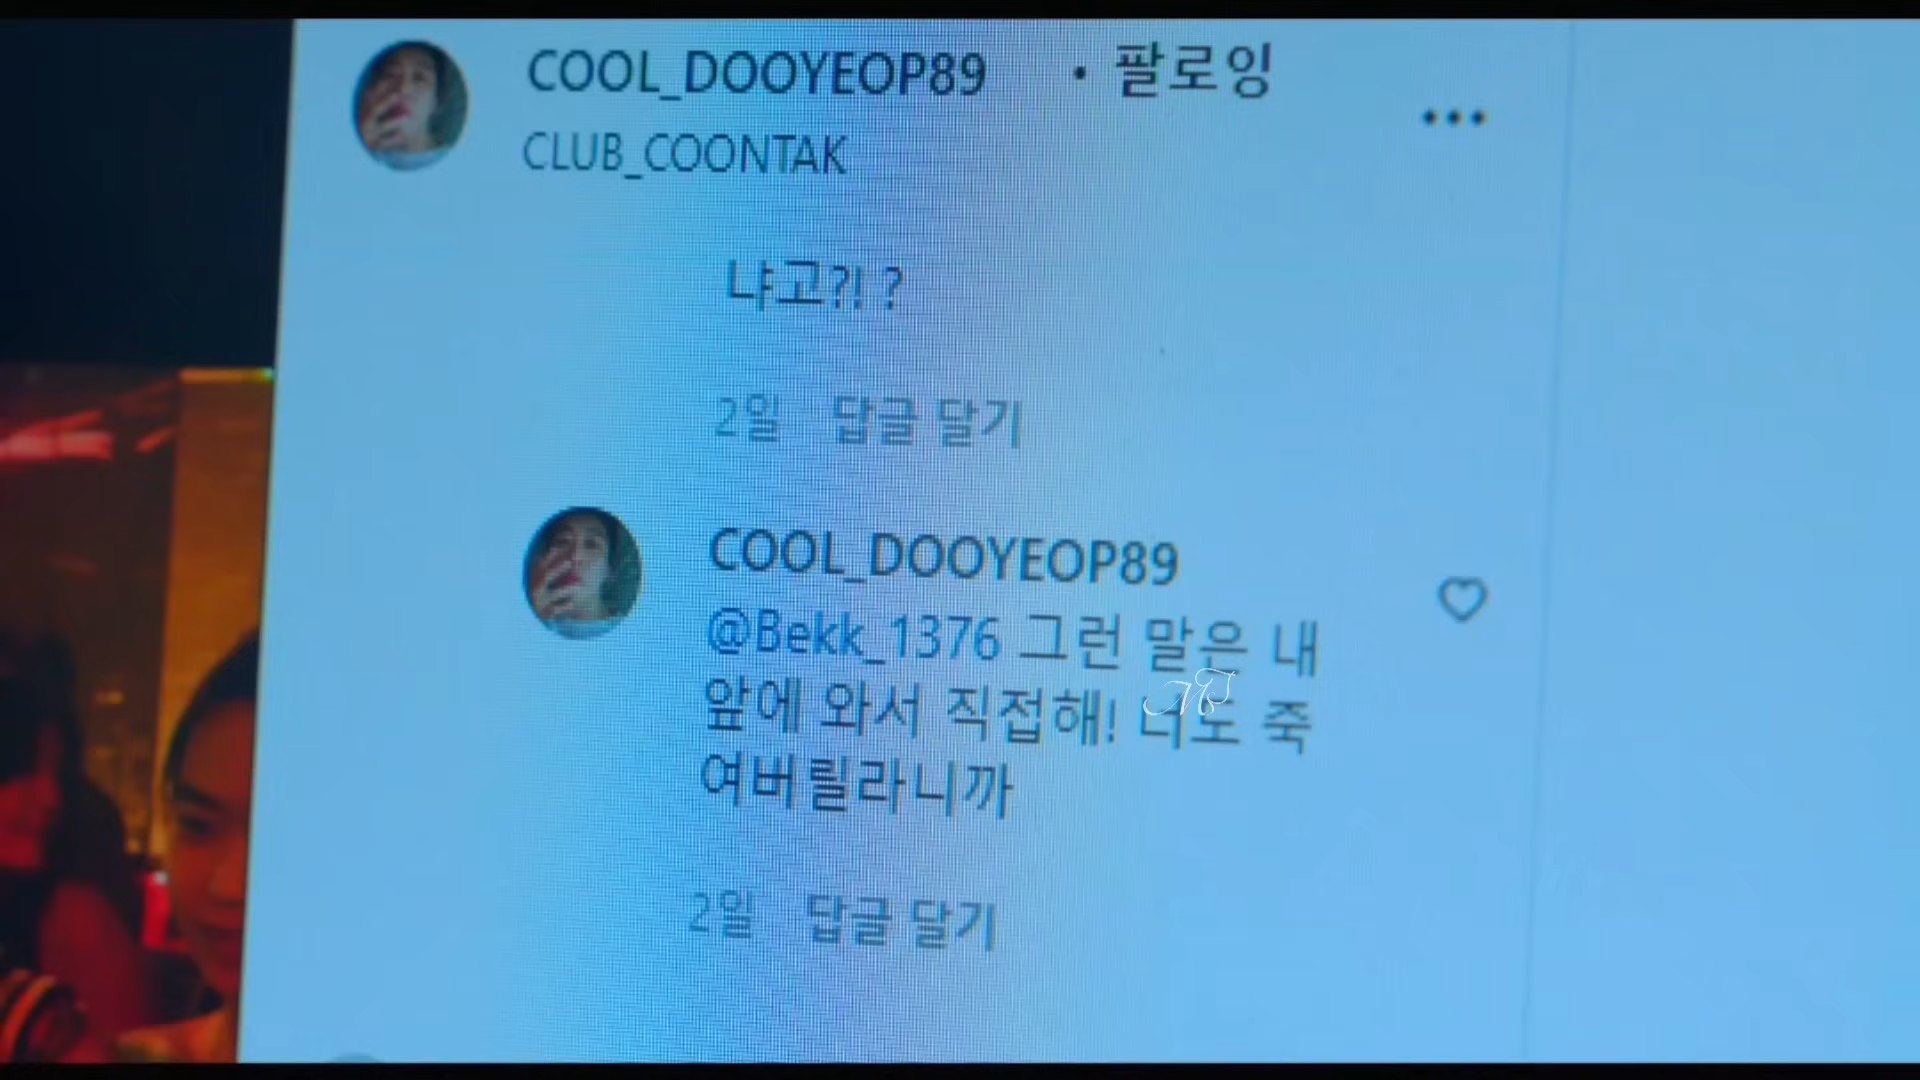 COOL_DOOYEOP89 • 팔로잉
CLUB_COONTAK
냐고?! ?
2일 답글 달기
COOL_DOOYEOP89
@Bekk_1376 그런 말은 내
앞에 와서 직접해! 너도 죽
여버릴라니까
2일 답글 달기